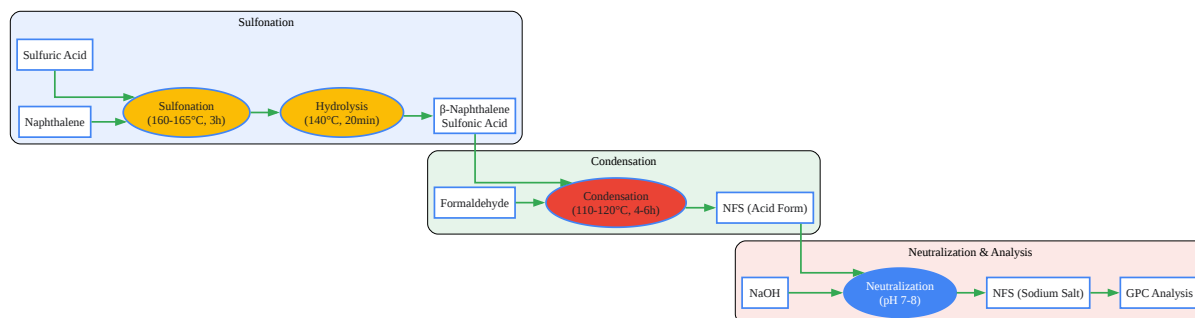 Sulfonation
Sulfuric Acid
Naphthalene
Sulfonation
(160-165°C, 3h)
Hydrolysis
(140°C, 20min)
β-Naphthalene
Sulfonic Acid
Condensation
Formaldehyde
Condensation
(110-120°C, 4-6h)
NFS (Acid Form)
Neutralization & Analysis
NaOH
Neutralization
(pH 7-8)
NFS (Sodium Salt)
GPC Analysis